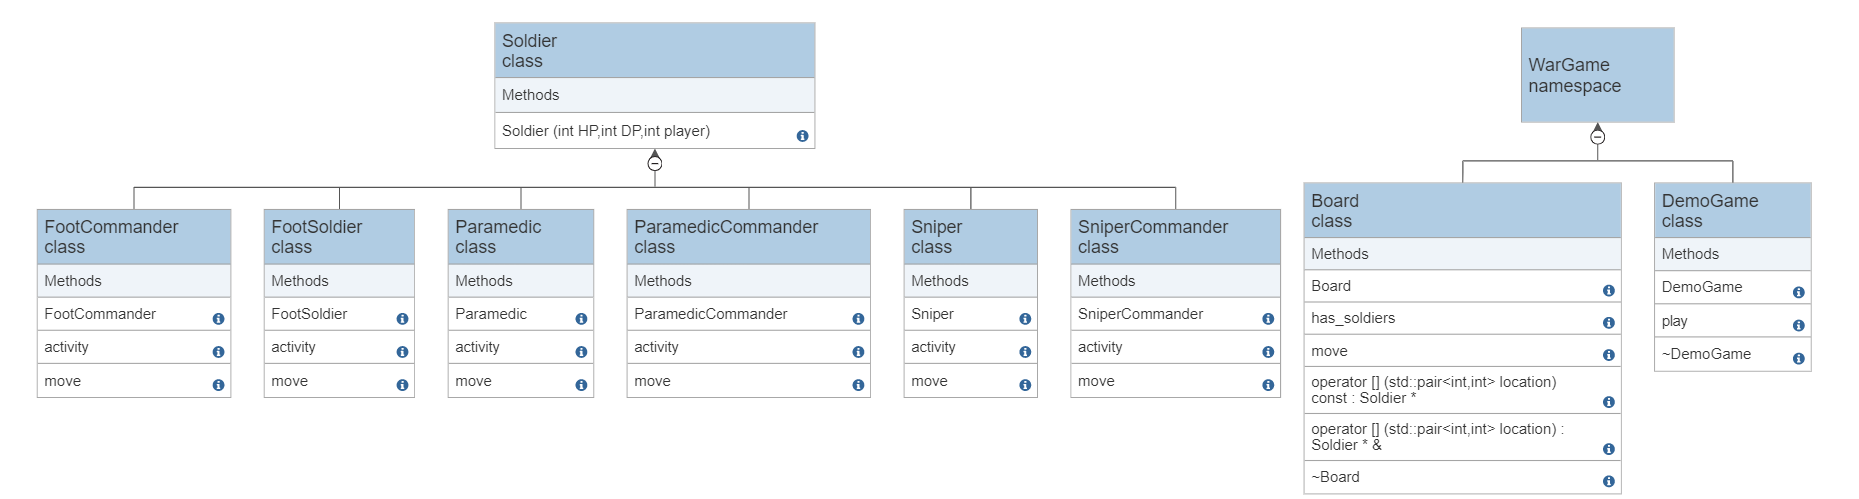 Soldier
class
Methods
Soldier (int HP,int DP,int player)
WarGame
namespace
FootCommander
class
Methods
FootCommander
activity
move
FootSoldier
class
Methods
FootSoldier
activity
move
Paramedic
class
Methods
Paramedic
activity
move
ParamedicCommander
class
Methods
ParamedicCommander
activity
move
Sniper
class
Methods
Sniper
activity
move
SniperCommander
class
Methods
SniperCommander
activity
move
Board
class
Methods
Board
has_soldiers
move
operator [] (std::pair<int,int> location)
const : Soldier *
operator [] (std::pair<int,int> location) :
Soldier * &
~Board
DemoGame
class
Methods
DemoGame
play
~DemoGame